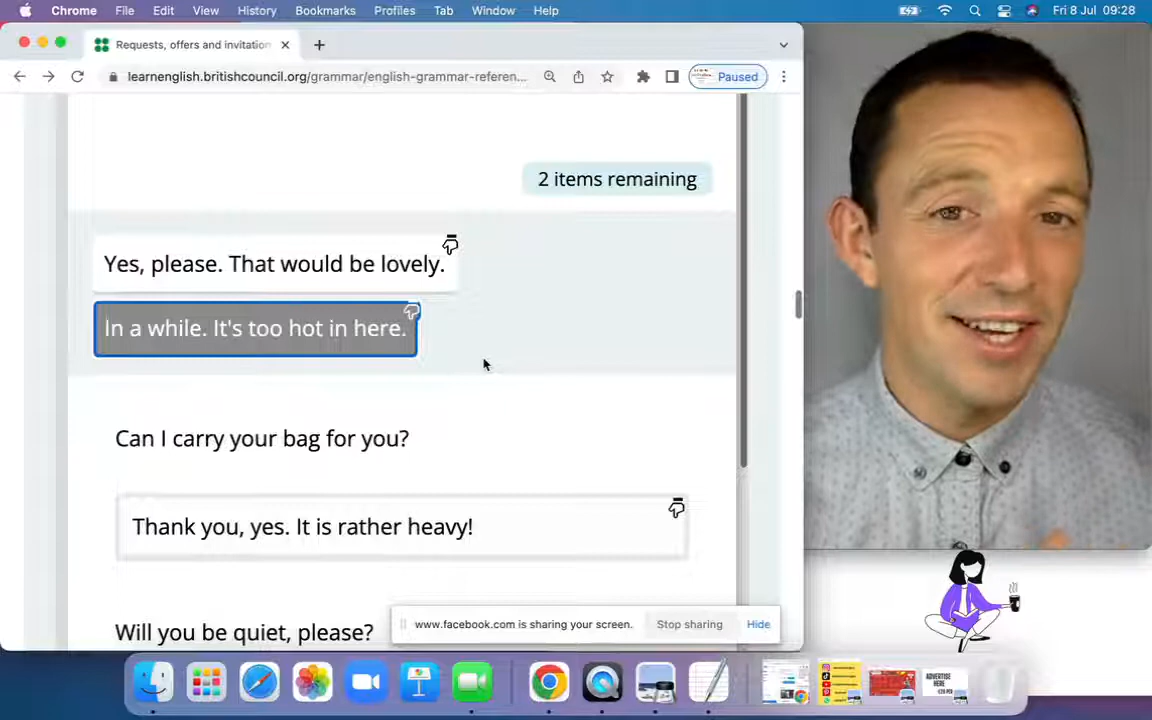 Chrome File Edit View History Bookmarks Profiles Tab Window Help Fri 8 Jul 09:28
Requests, offers and invitation
learnenglish.britishcouncil.org/grammar/english-grammar-referen... Paused
2 items remaining
Yes, please. That would be lovely.
In a while. It's too hot in here.
Can I carry your bag for you?
Thank you, yes. It is rather heavy!
Will you be quiet, please?
www.facebook.com is sharing your screen. Stop sharing Hide
ADVERTISE
HERE